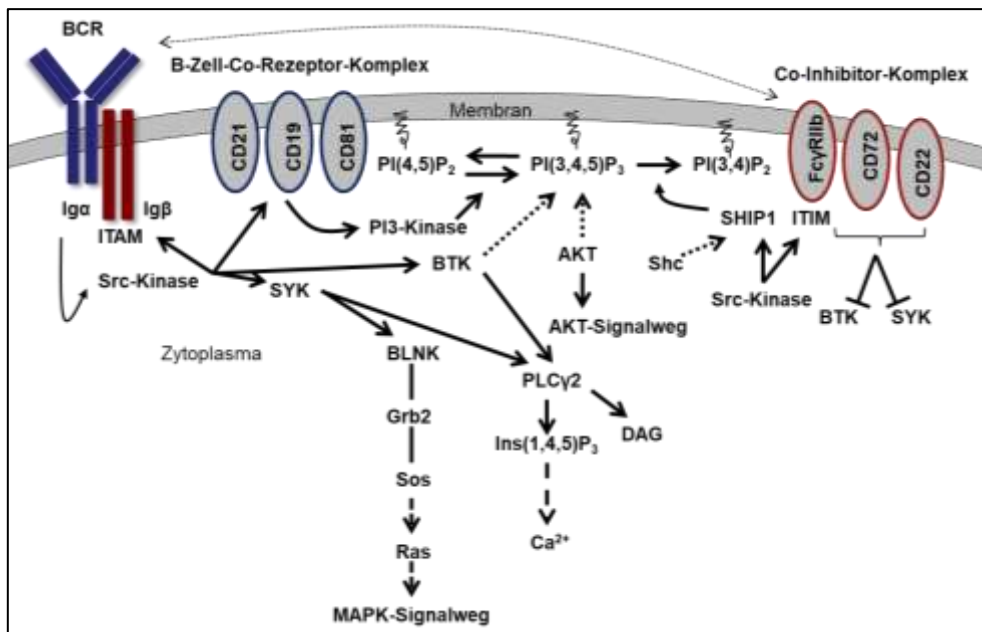 BCR
B-Zell-Co-Rezeptor-Komplex
Co-Inhibitor-Komplex
Membran
CD21
CD19
CD81
FcγRIIb
CD72
CD22
PI(4,5)P₂
PI(3,4,5)P₃
PI(3,4)P₂
Igα
Igβ
ITAM
PI3-Kinase
SHIP1
ITIM
Src-Kinase
SYK
BTK
AKT
Shc
Src-Kinase
BTK
SYK
AKT-Signalweg
Zytoplasma
BLNK
PLCγ2
Grb2
DAG
Ins(1,4,5)P₃
Sos
Ca²⁺
Ras
MAPK-Signalweg